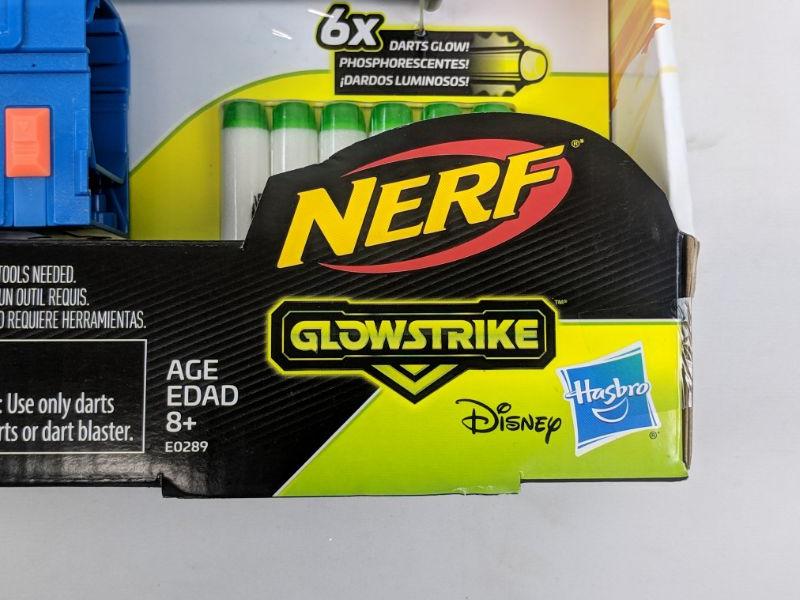 6x
DARTS GLOW!
PHOSPHORESCENTES!
¡DARDOS LUMINOSOS!
NERF®
TOOLS NEEDED.
UN OUTIL REQUIS.
O REQUIERE HERRAMIENTAS.
GLOWSTRIKE™
: Use only darts
rts or dart blaster.
AGE
EDAD
8+
E0289
Disney
Hasbro®